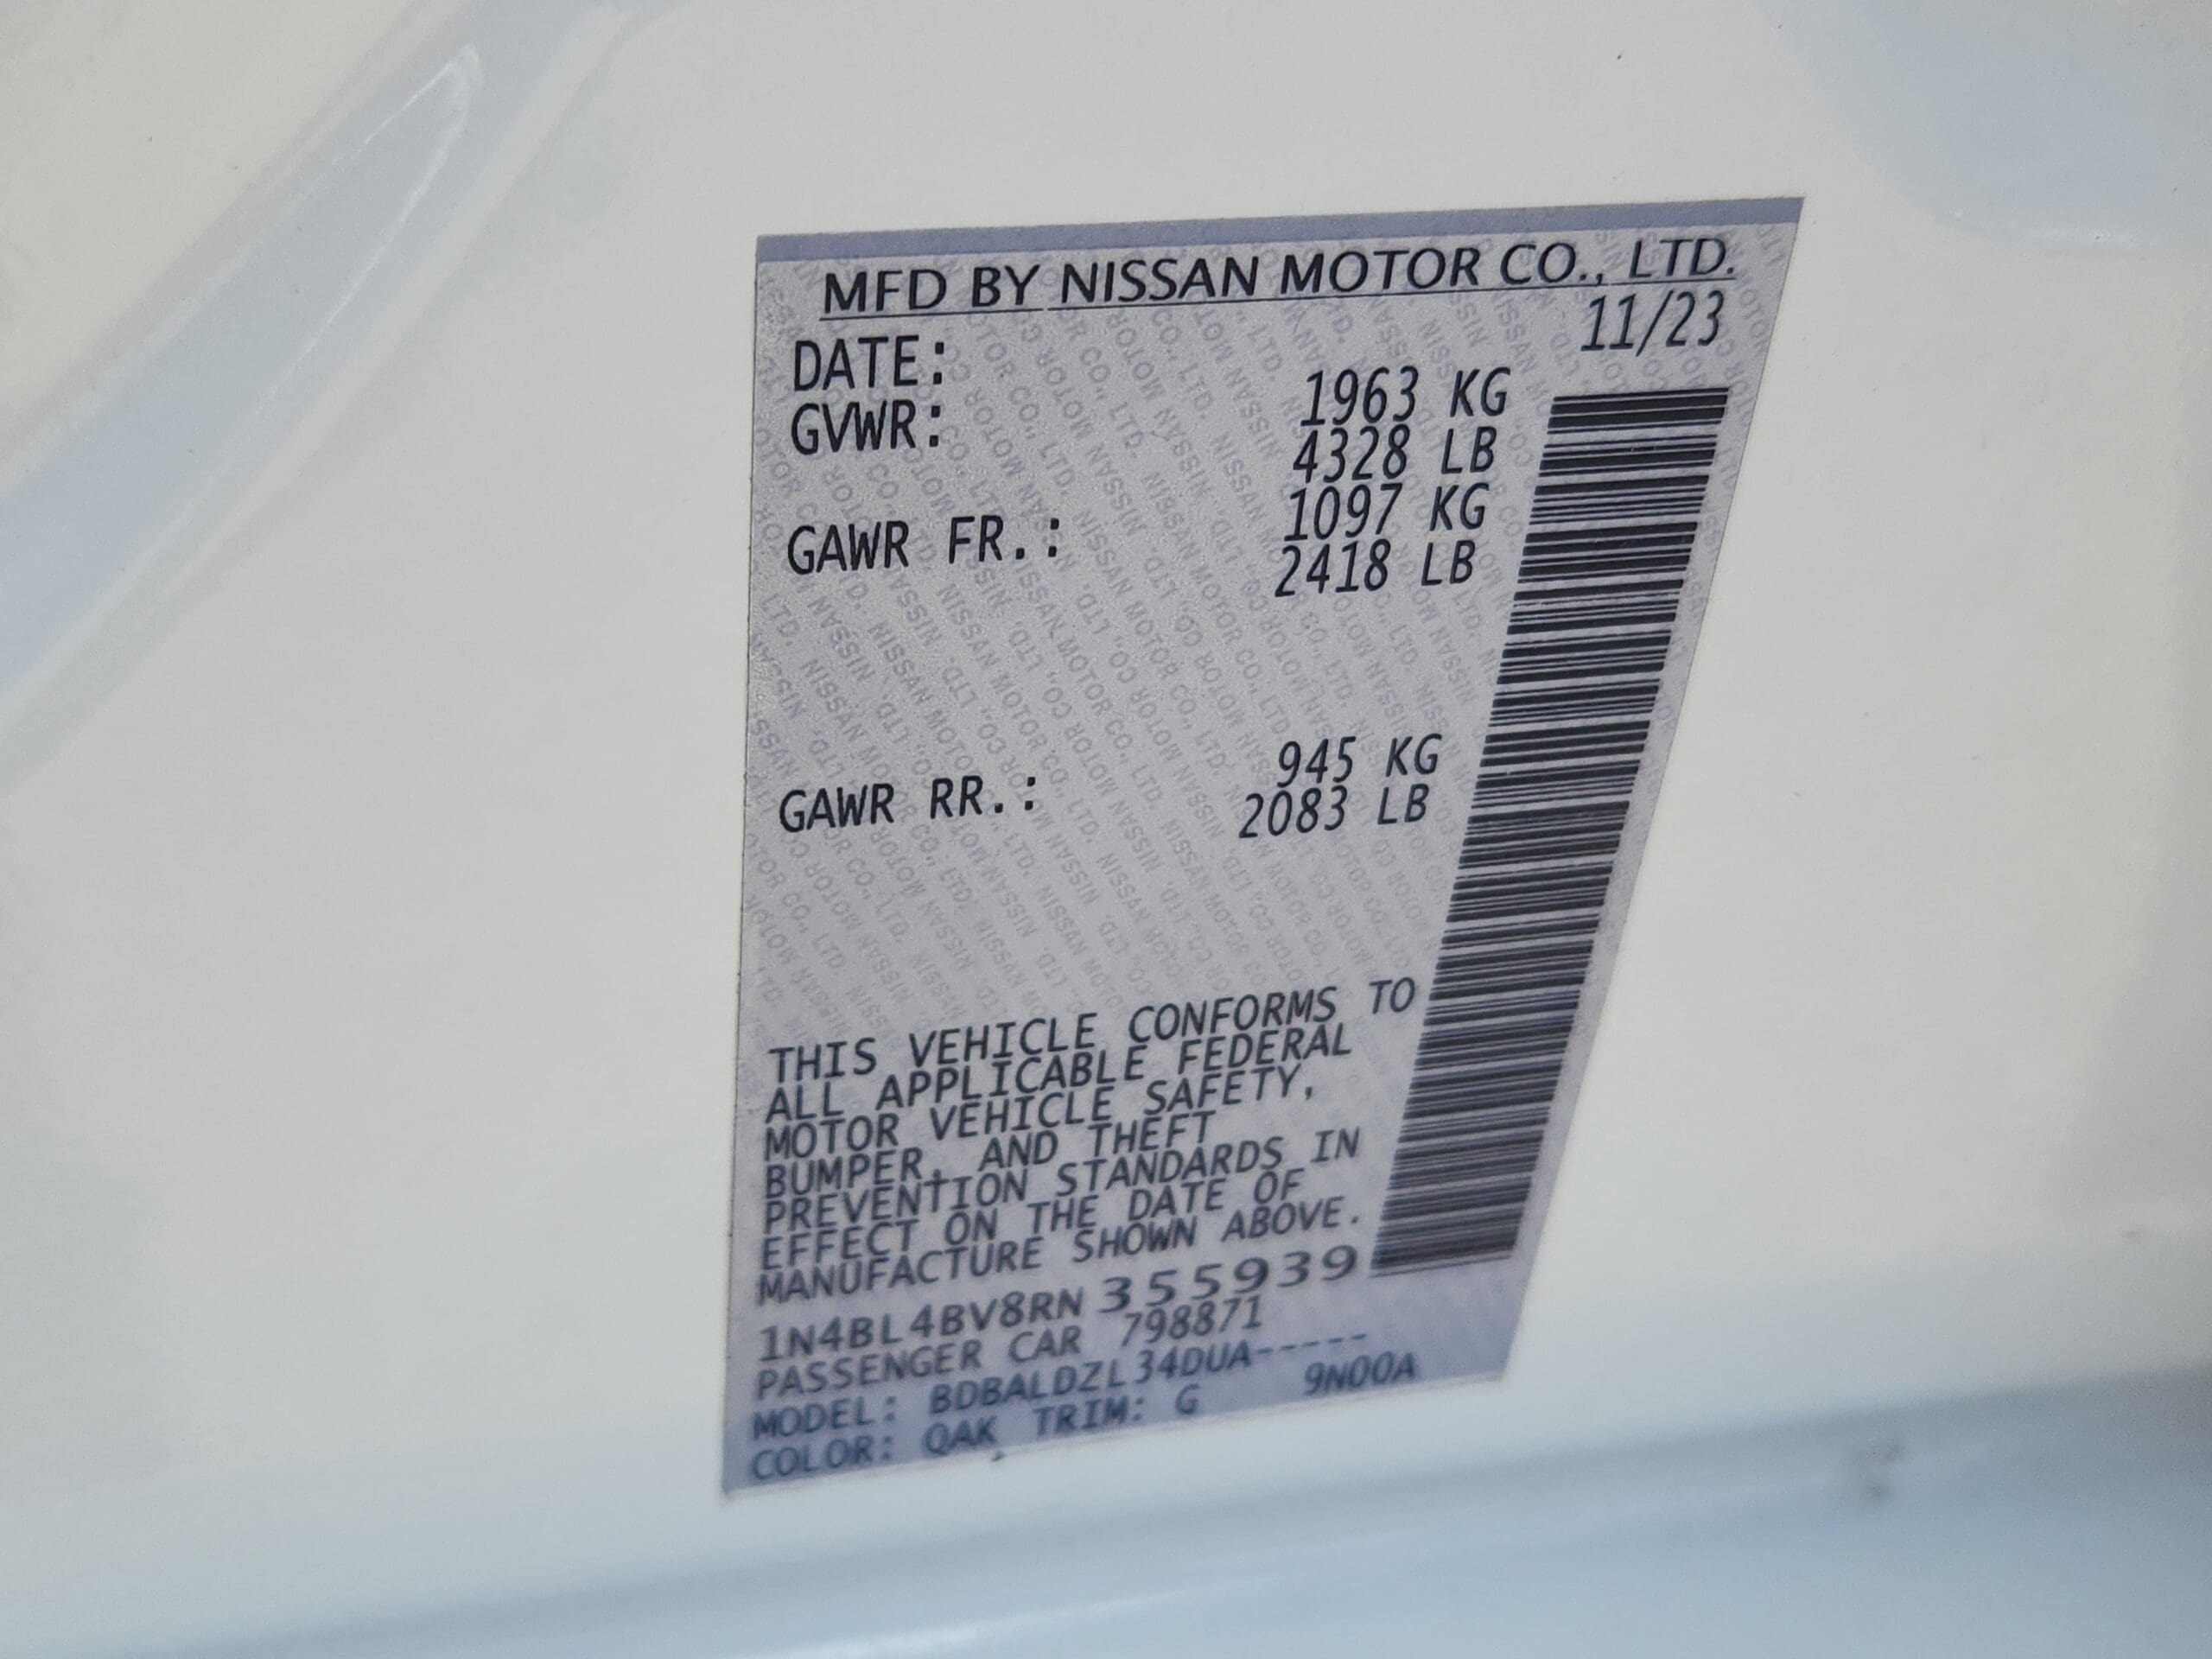 MFD BY NISSAN MOTOR CO., LTD.
DATE: 11/23
GVWR: 1963 KG
4328 LB
GAWR FR.: 1097 KG
2418 LB
GAWR RR.: 945 KG
2083 LB
THIS VEHICLE CONFORMS TO
ALL APPLICABLE FEDERAL
MOTOR VEHICLE SAFETY,
BUMPER, AND THEFT
PREVENTION STANDARDS IN
EFFECT ON THE DATE OF
MANUFACTURE SHOWN ABOVE.
1N4BL4BV8RN355939
PASSENGER CAR 798871
MODEL: BDBALDZL34DUA-----
COLOR: QAK TRIM: G 9N00A